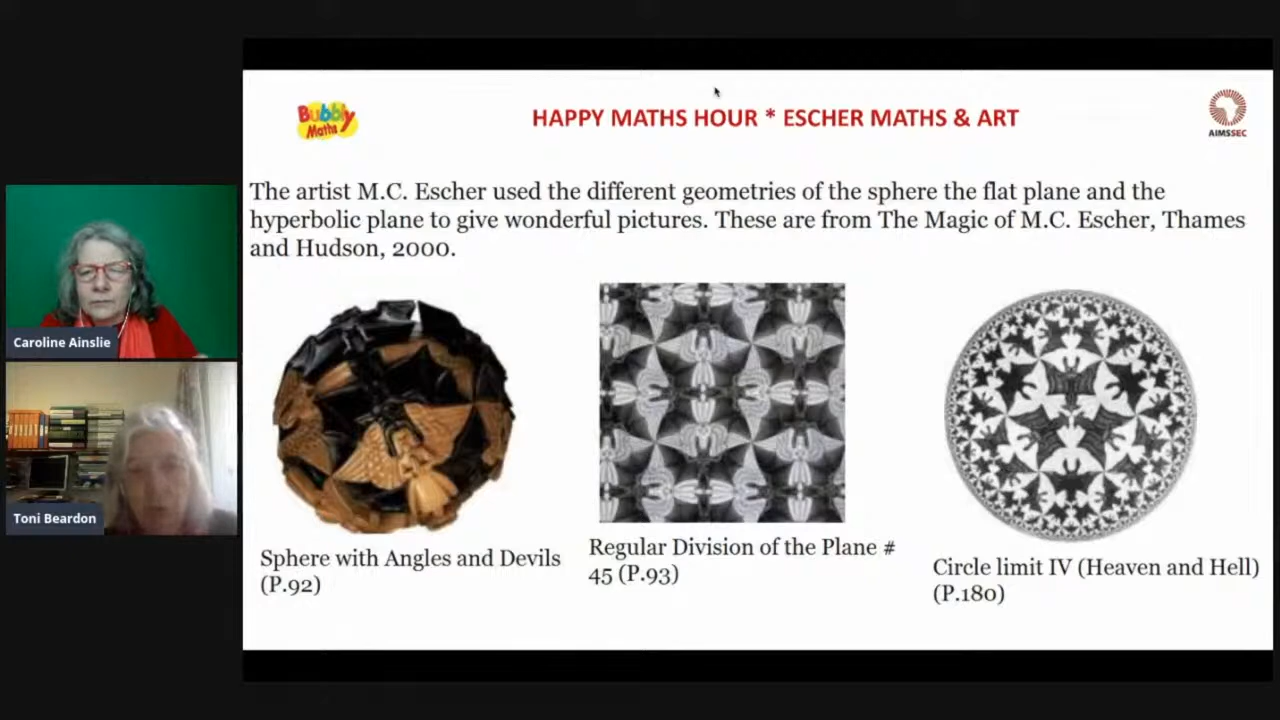 Bubbly
Maths
HAPPY MATHS HOUR * ESCHER MATHS & ART
AIMSSEC
The artist M.C. Escher used the different geometries of the sphere the flat plane and the
hyperbolic plane to give wonderful pictures. These are from The Magic of M.C. Escher, Thames
and Hudson, 2000.
Caroline Ainslie
Toni Beardon
Sphere with Angles and Devils
(P.92)
Regular Division of the Plane #
45 (P.93)
Circle limit IV (Heaven and Hell)
(P.180)